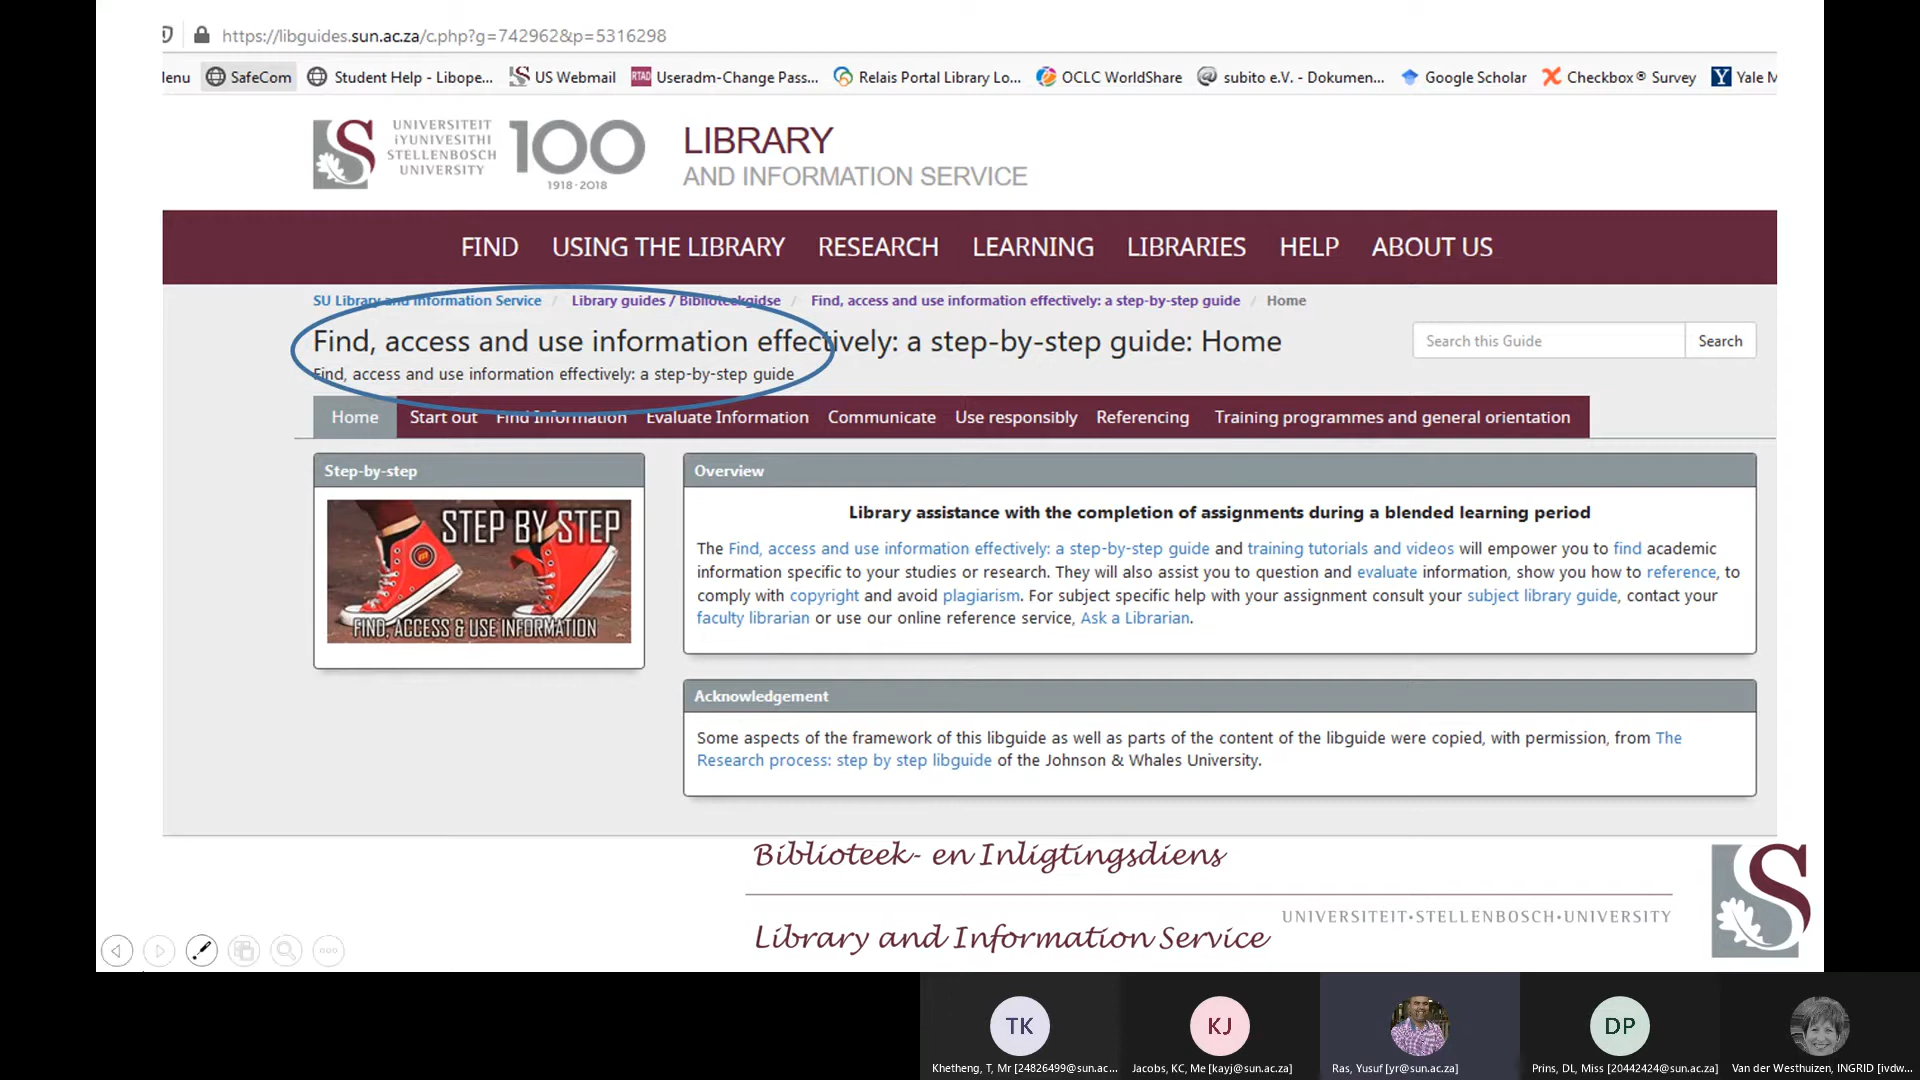 https://libguides.sun.ac.za/c.php?g=742962&p=5316298
lenu SafeCom Student Help - Libope... US Webmail RTAD Useradm-Change Pass... Relais Portal Library Lo... OCLC WorldShare subito e.V. - Dokumen... Google Scholar Checkbox® Survey Y Yale M
UNIVERSITEIT
iYUNIVESITHI
STELLENBOSCH
UNIVERSITY
100
1918·2018
LIBRARY
AND INFORMATION SERVICE
FIND USING THE LIBRARY RESEARCH LEARNING LIBRARIES HELP ABOUT US
SU Library and Information Service / Library guides / Biblioteekgidse / Find, access and use information effectively: a step-by-step guide / Home
Find, access and use information effectively: a step-by-step guide: Home
Search this Guide Search
Find, access and use information effectively: a step-by-step guide
Home Start out Find Information Evaluate Information Communicate Use responsibly Referencing Training programmes and general orientation
Step-by-step
STEP BY STEP
FIND, ACCESS & USE INFORMATION
Overview
Library assistance with the completion of assignments during a blended learning period
The Find, access and use information effectively: a step-by-step guide and training tutorials and videos will empower you to find academic
information specific to your studies or research. They will also assist you to question and evaluate information, show you how to reference, to
comply with copyright and avoid plagiarism. For subject specific help with your assignment consult your subject library guide, contact your
faculty librarian or use our online reference service, Ask a Librarian.
Acknowledgement
Some aspects of the framework of this libguide as well as parts of the content of the libguide were copied, with permission, from The
Research process: step by step libguide of the Johnson & Whales University.
Biblioteek- en Inligtingsdiens
UNIVERSITEIT·STELLENBOSCH·UNIVERSITY
Library and Information Service
TK KJ DP
Khetheng, T, Mr [24826499@sun.ac... Jacobs, KC, Me [kayj@sun.ac.za] Ras, Yusuf [yr@sun.ac.za] Prins, DL, Miss [20442424@sun.ac.za] Van der Westhuizen, INGRID [ivdw...